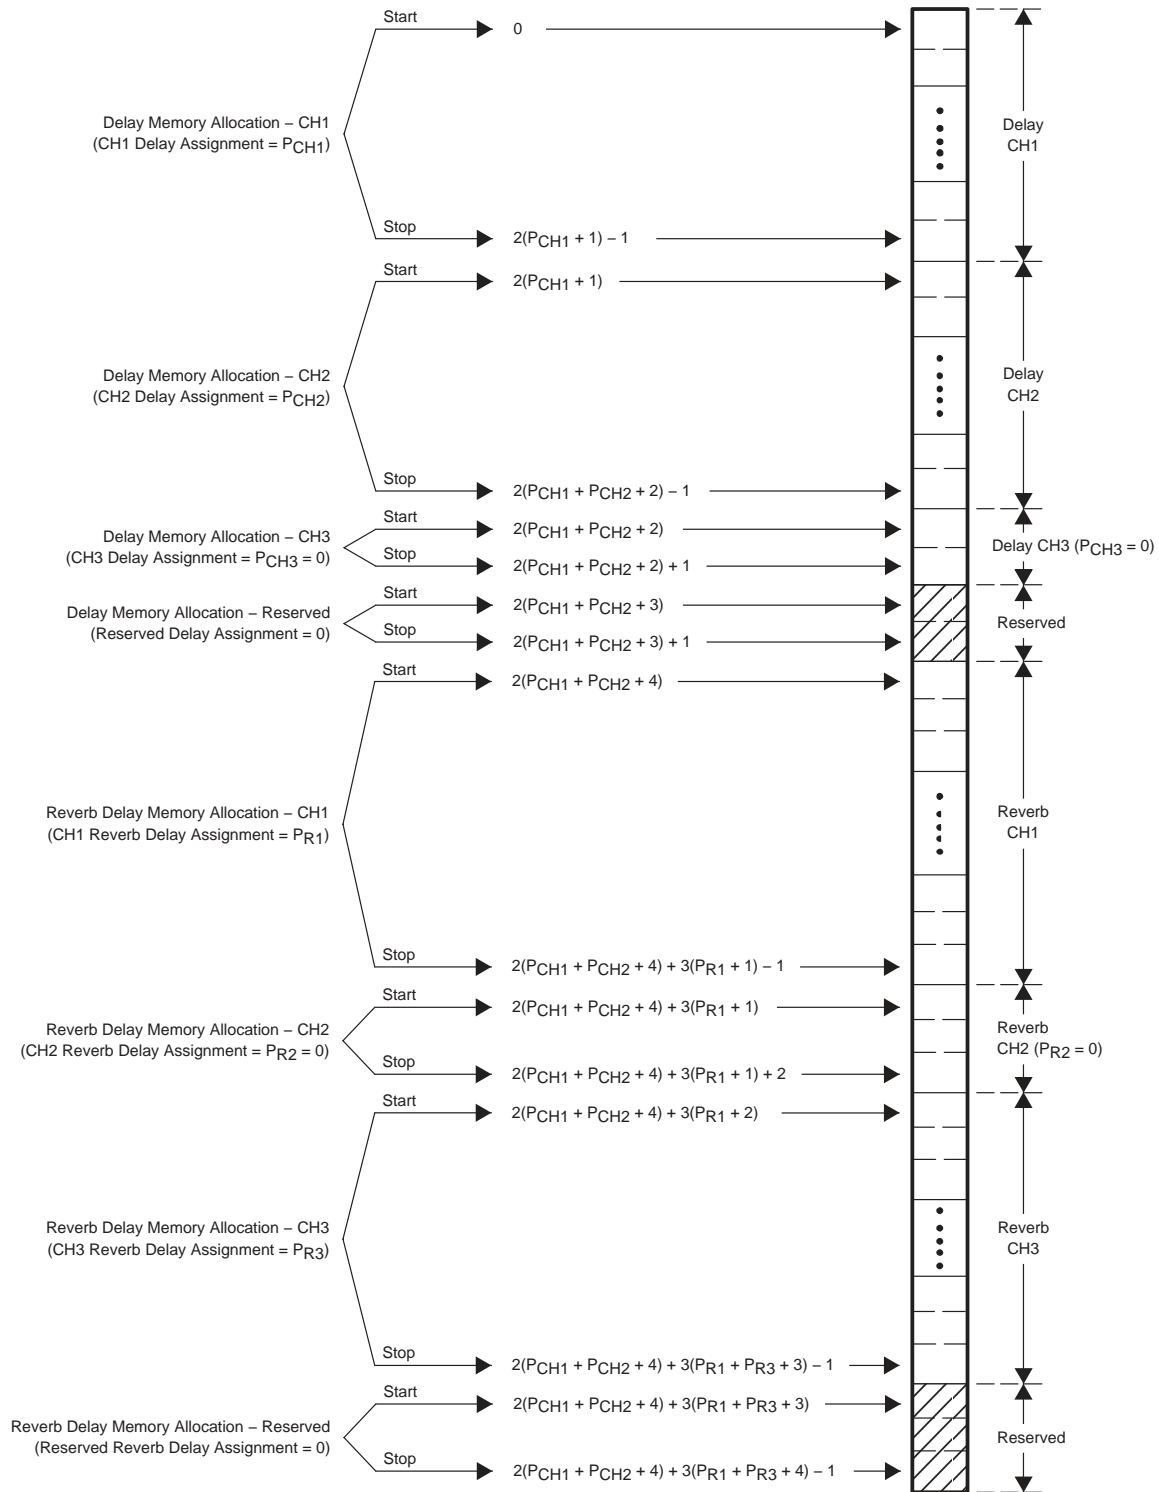 Start
0
Delay Memory Allocation – CH1
(CH1 Delay Assignment = PCH1)
Delay
CH1
Stop
2(PCH1 + 1) – 1
Start
2(PCH1 + 1)
Delay Memory Allocation – CH2
(CH2 Delay Assignment = PCH2)
Delay
CH2
Stop
2(PCH1 + PCH2 + 2) – 1
Start
2(PCH1 + PCH2 + 2)
Delay Memory Allocation – CH3
(CH3 Delay Assignment = PCH3 = 0)
Delay CH3 (PCH3 = 0)
Stop
2(PCH1 + PCH2 + 2) + 1
Start
2(PCH1 + PCH2 + 3)
Delay Memory Allocation – Reserved
(Reserved Delay Assignment = 0)
Reserved
Stop
2(PCH1 + PCH2 + 3) + 1
Start
2(PCH1 + PCH2 + 4)
Reverb Delay Memory Allocation – CH1
(CH1 Reverb Delay Assignment = PR1)
Reverb
CH1
Stop
2(PCH1 + PCH2 + 4) + 3(PR1 + 1) – 1
Start
2(PCH1 + PCH2 + 4) + 3(PR1 + 1)
Reverb Delay Memory Allocation – CH2
(CH2 Reverb Delay Assignment = PR2 = 0)
Reverb
CH2 (PR2 = 0)
Stop
2(PCH1 + PCH2 + 4) + 3(PR1 + 1) + 2
Start
2(PCH1 + PCH2 + 4) + 3(PR1 + 2)
Reverb Delay Memory Allocation – CH3
(CH3 Reverb Delay Assignment = PR3)
Reverb
CH3
Stop
2(PCH1 + PCH2 + 4) + 3(PR1 + PR3 + 3) – 1
Start
2(PCH1 + PCH2 + 4) + 3(PR1 + PR3 + 3)
Reverb Delay Memory Allocation – Reserved
(Reserved Reverb Delay Assignment = 0)
Reserved
Stop
2(PCH1 + PCH2 + 4) + 3(PR1 + PR3 + 4) – 1